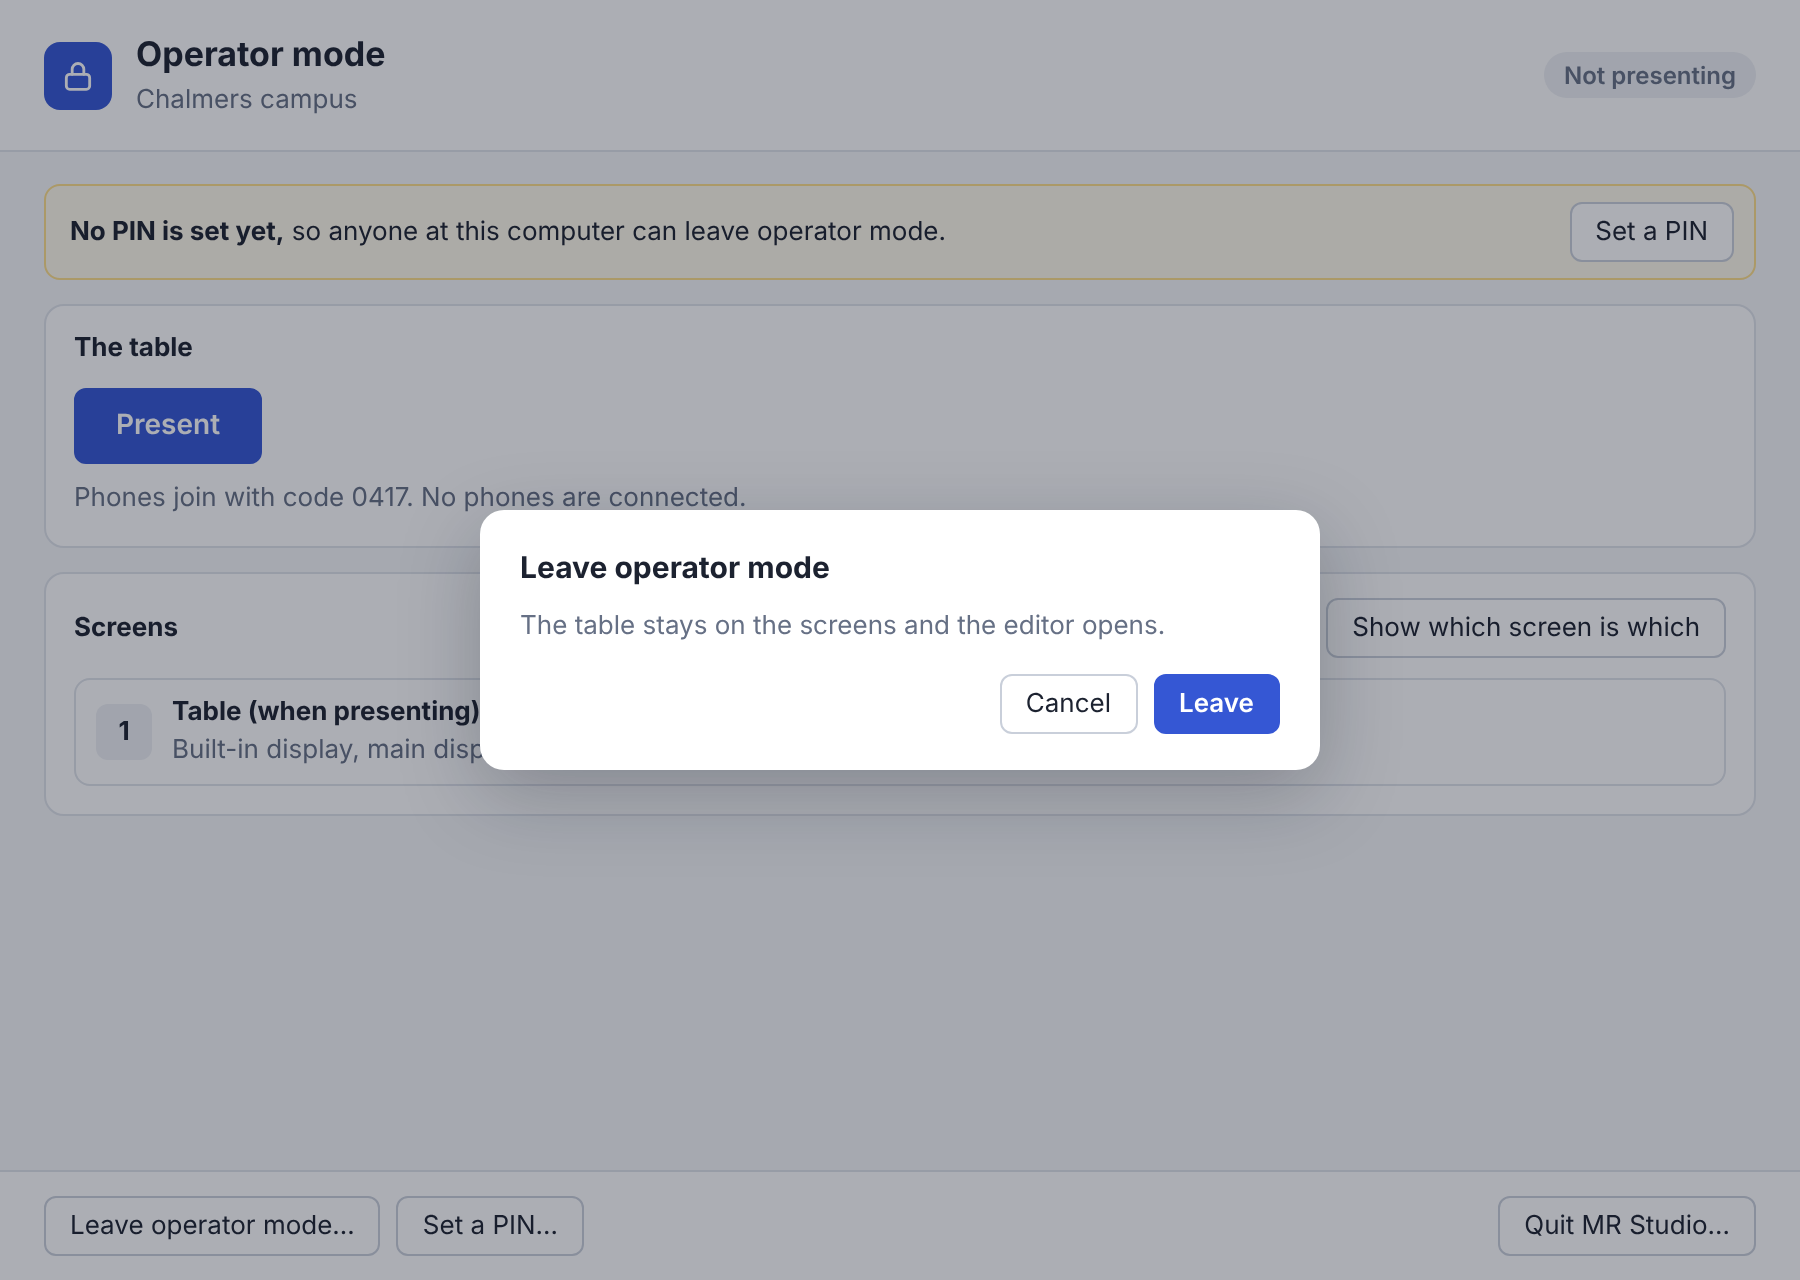 Operator mode
Chalmers campus
Not presenting
No PIN is set yet, so anyone at this computer can leave operator mode.
Set a PIN
The table
Present
Phones join with code 0417. No phones are connected.
Leave operator mode
The table stays on the screens and the editor opens.
Cancel
Leave
Screens
Show which screen is which
1
Table (when presenting)
Built-in display, main
Leave operator mode...
Set a PIN...
Quit MR Studio...